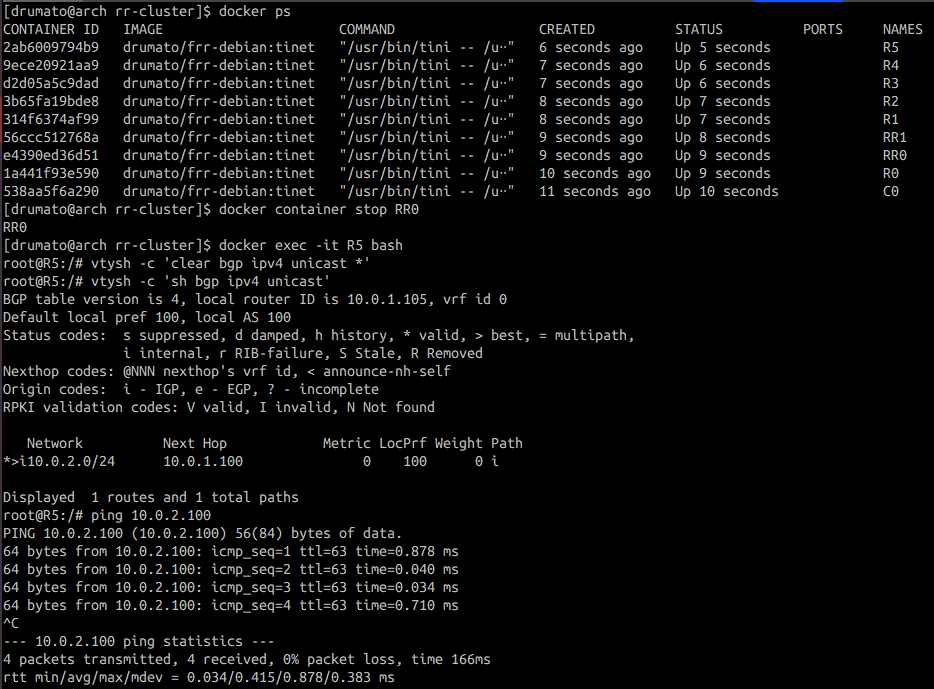 [drumato@arch rr-cluster]$ docker ps
CONTAINER ID   IMAGE                      COMMAND                  CREATED          STATUS          PORTS     NAMES
2ab6009794b9   drumato/frr-debian:tinet   "/usr/bin/tini -- /u…"   6 seconds ago    Up 5 seconds              R5
9ece20921aa9   drumato/frr-debian:tinet   "/usr/bin/tini -- /u…"   7 seconds ago    Up 6 seconds              R4
d2d05a5c9dad   drumato/frr-debian:tinet   "/usr/bin/tini -- /u…"   7 seconds ago    Up 6 seconds              R3
3b65fa19bde8   drumato/frr-debian:tinet   "/usr/bin/tini -- /u…"   8 seconds ago    Up 7 seconds              R2
314f6374af99   drumato/frr-debian:tinet   "/usr/bin/tini -- /u…"   8 seconds ago    Up 7 seconds              R1
56ccc512768a   drumato/frr-debian:tinet   "/usr/bin/tini -- /u…"   9 seconds ago    Up 8 seconds              RR1
e4390ed36d51   drumato/frr-debian:tinet   "/usr/bin/tini -- /u…"   9 seconds ago    Up 9 seconds              RR0
1a441f93e590   drumato/frr-debian:tinet   "/usr/bin/tini -- /u…"   10 seconds ago   Up 9 seconds              R0
538aa5f6a290   drumato/frr-debian:tinet   "/usr/bin/tini -- /u…"   11 seconds ago   Up 10 seconds             C0
[drumato@arch rr-cluster]$ docker container stop RR0
RR0
[drumato@arch rr-cluster]$ docker exec -it R5 bash
root@R5:/# vtysh -c 'clear bgp ipv4 unicast *'
root@R5:/# vtysh -c 'sh bgp ipv4 unicast'
BGP table version is 4, local router ID is 10.0.1.105, vrf id 0
Default local pref 100, local AS 100
Status codes:  s suppressed, d damped, h history, * valid, > best, = multipath,
               i internal, r RIB-failure, S Stale, R Removed
Nexthop codes: @NNN nexthop's vrf id, < announce-nh-self
Origin codes:  i - IGP, e - EGP, ? - incomplete
RPKI validation codes: V valid, I invalid, N Not found

   Network          Next Hop            Metric LocPrf Weight Path
*>i10.0.2.0/24      10.0.1.100               0    100      0 i

Displayed  1 routes and 1 total paths
root@R5:/# ping 10.0.2.100
PING 10.0.2.100 (10.0.2.100) 56(84) bytes of data.
64 bytes from 10.0.2.100: icmp_seq=1 ttl=63 time=0.878 ms
64 bytes from 10.0.2.100: icmp_seq=2 ttl=63 time=0.040 ms
64 bytes from 10.0.2.100: icmp_seq=3 ttl=63 time=0.034 ms
64 bytes from 10.0.2.100: icmp_seq=4 ttl=63 time=0.710 ms
^C
--- 10.0.2.100 ping statistics ---
4 packets transmitted, 4 received, 0% packet loss, time 166ms
rtt min/avg/max/mdev = 0.034/0.415/0.878/0.383 ms